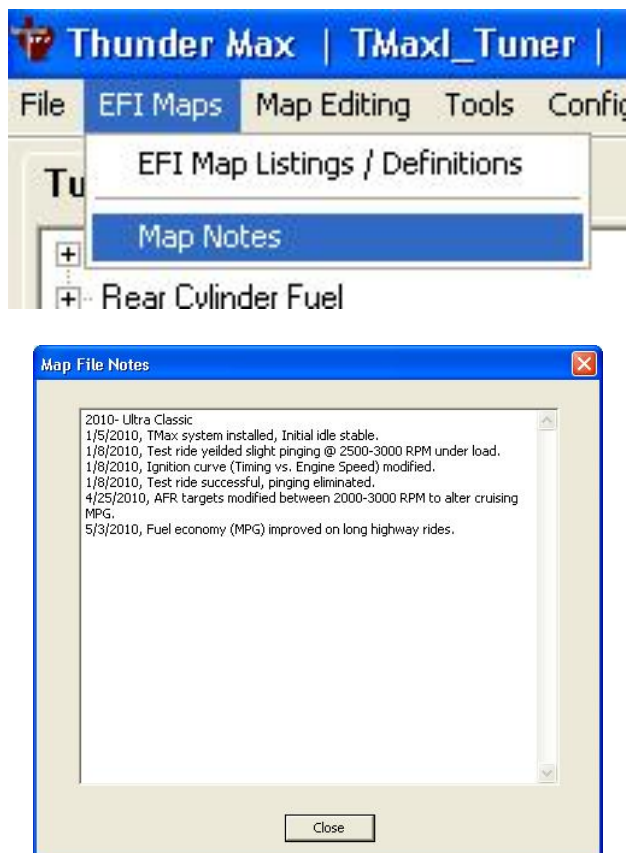 Thunder Max | TMaxI_Tuner |
File EFI Maps Map Editing Tools Config
EFI Map Listings / Definitions
Tu
Map Notes
Rear Cylinder Fuel
Map File Notes
2010- Ultra Classic
1/5/2010, TMax system installed, Initial idle stable.
1/8/2010, Test ride yeilded slight pinging @ 2500-3000 RPM under load.
1/8/2010, Ignition curve (Timing vs. Engine Speed) modified.
1/8/2010, Test ride successful, pinging eliminated.
4/25/2010, AFR targets modified between 2000-3000 RPM to alter cruising
MPG.
5/3/2010, Fuel economy (MPG) improved on long highway rides.
Close